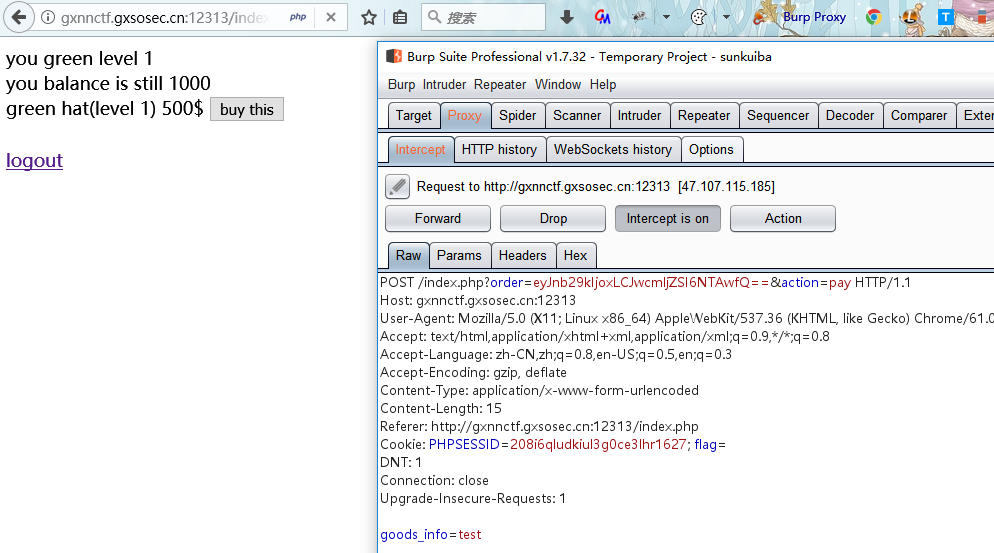 gxnnctf.gxsosec.cn:12313/index
php
搜索
Burp Proxy
you green level 1
you balance is still 1000
green hat(level 1) 500$ buy this
logout
Burp Suite Professional v1.7.32 - Temporary Project - sunkuiba
Burp Intruder Repeater Window Help
Target Proxy Spider Scanner Intruder Repeater Sequencer Decoder Comparer Exter
Intercept HTTP history WebSockets history Options
Request to http://gxnnctf.gxsosec.cn:12313 [47.107.115.185]
Forward Drop Intercept is on Action
Raw Params Headers Hex
POST /index.php?order=eyJnb29kIjoxLCJwcmljZSI6NTAwfQ==&action=pay HTTP/1.1
Host: gxnnctf.gxsosec.cn:12313
User-Agent: Mozilla/5.0 (X11; Linux x86_64) AppleWebKit/537.36 (KHTML, like Gecko) Chrome/61.0
Accept: text/html,application/xhtml+xml,application/xml;q=0.9,*/*;q=0.8
Accept-Language: zh-CN,zh;q=0.8,en-US;q=0.5,en;q=0.3
Accept-Encoding: gzip, deflate
Content-Type: application/x-www-form-urlencoded
Content-Length: 15
Referer: http://gxnnctf.gxsosec.cn:12313/index.php
Cookie: PHPSESSID=208i6qludkiul3g0ce3lhr1627; flag=
DNT: 1
Connection: close
Upgrade-Insecure-Requests: 1
goods_info=test